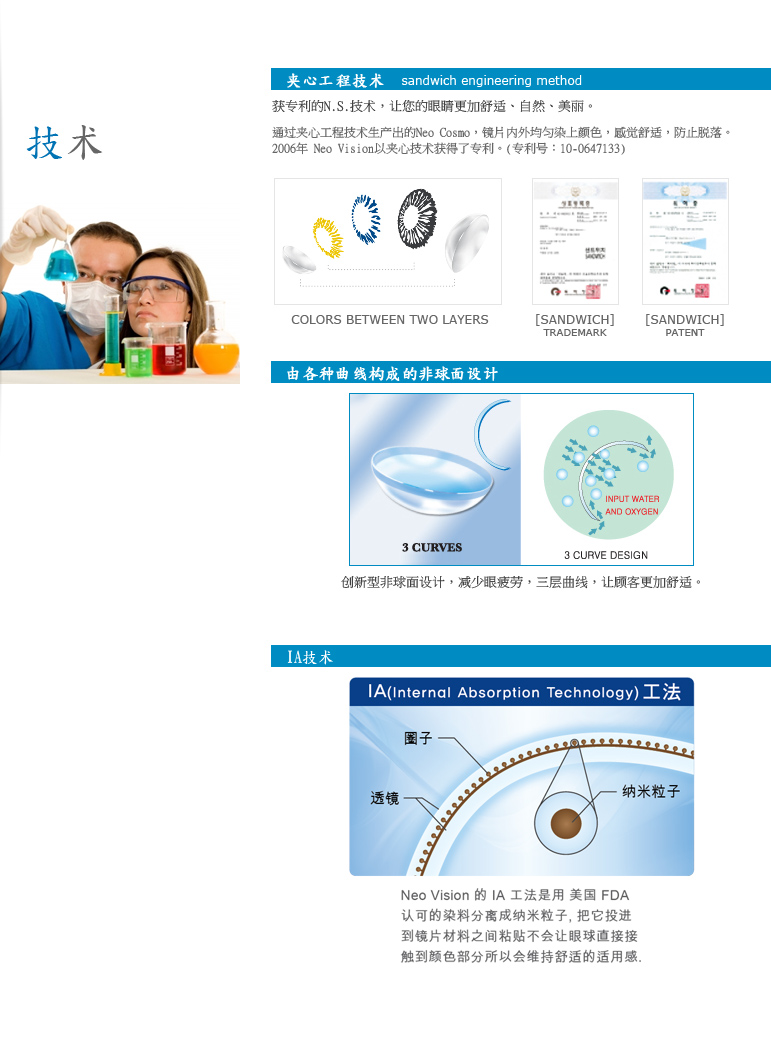 技术
夹心工程技术 sandwich engineering method
获专利的N.S.技术，让您的眼睛更加舒适、自然、美丽。
通过夹心工程技术生产出的Neo Cosmo，镜片内外均匀染上颜色，感觉舒适，防止脱落。
2006年 Neo Vision以夹心技术获得了专利。(专利号：10-0647133)
COLORS BETWEEN TWO LAYERS
[SANDWICH]
TRADEMARK
[SANDWICH]
PATENT
由各种曲线构成的非球面设计
3 CURVES
INPUT WATER
AND OXYGEN
3 CURVE DESIGN
创新型非球面设计，减少眼疲劳，三层曲线，让顾客更加舒适。
IA技术
IA(Internal Absorption Technology) 工法
圈子
透镜
纳米粒子
Neo Vision 的 IA 工法是用 美国 FDA
认可的染料分离成纳米粒子, 把它投进
到镜片材料之间粘贴不会让眼球直接接
触到颜色部分所以会维持舒适的适用感.